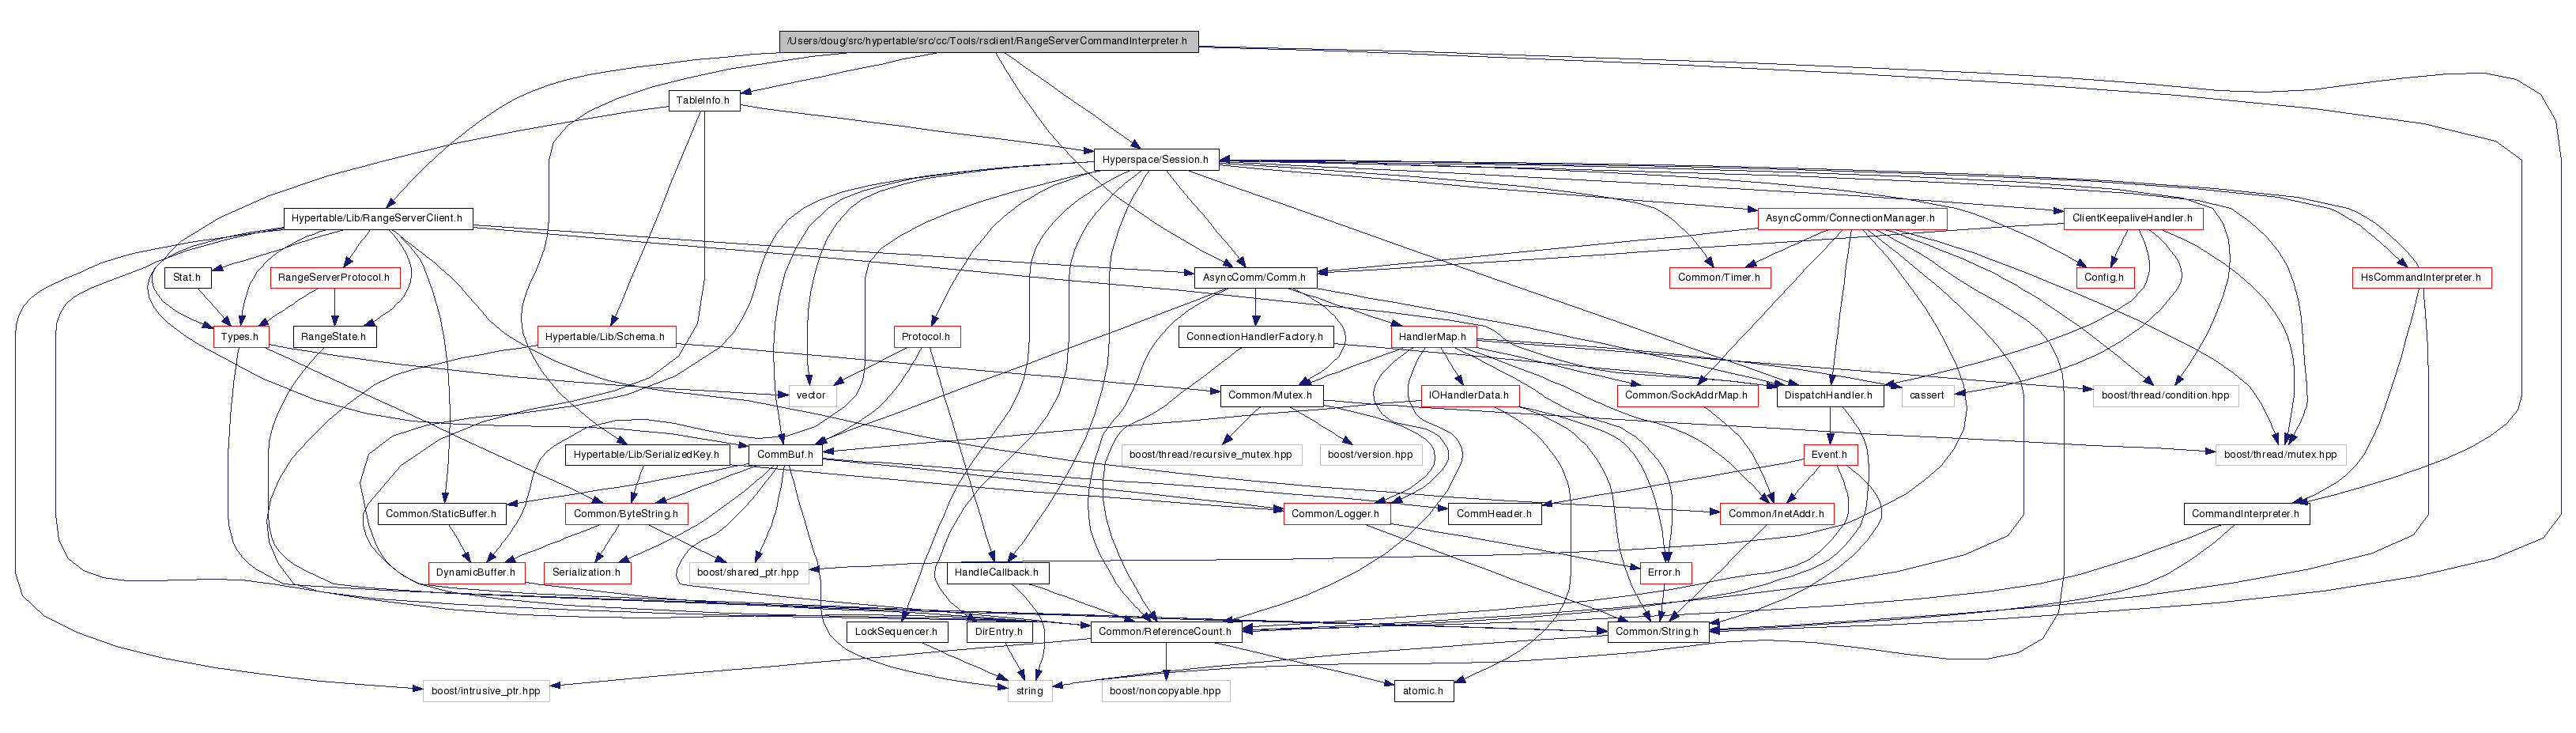 /Users/doug/src/hypertable/src/cc/Tools/rsclient/RangeServerCommandInterpreter.h
TableInfo.h
Hyperspace/Session.h
Hypertable/Lib/RangeServerClient.h
AsyncComm/ConnectionManager.h
ClientKeepaliveHandler.h
Stat.h
RangeServerProtocol.h
AsyncComm/Comm.h
Common/Timer.h
Config.h
HsCommandInterpreter.h
Types.h
RangeState.h
Hypertable/Lib/Schema.h
Protocol.h
ConnectionHandlerFactory.h
HandlerMap.h
vector
Common/Mutex.h
IOHandlerData.h
Common/SockAddrMap.h
DispatchHandler.h
cassert
boost/thread/condition.hpp
Hypertable/Lib/SerializedKey.h
CommBuf.h
boost/thread/recursive_mutex.hpp
boost/version.hpp
Event.h
boost/thread/mutex.hpp
Common/StaticBuffer.h
Common/ByteString.h
Common/Logger.h
CommHeader.h
Common/InetAddr.h
CommandInterpreter.h
DynamicBuffer.h
Serialization.h
boost/shared_ptr.hpp
HandleCallback.h
Error.h
LockSequencer.h
DirEntry.h
Common/ReferenceCount.h
Common/String.h
boost/intrusive_ptr.hpp
string
boost/noncopyable.hpp
atomic.h